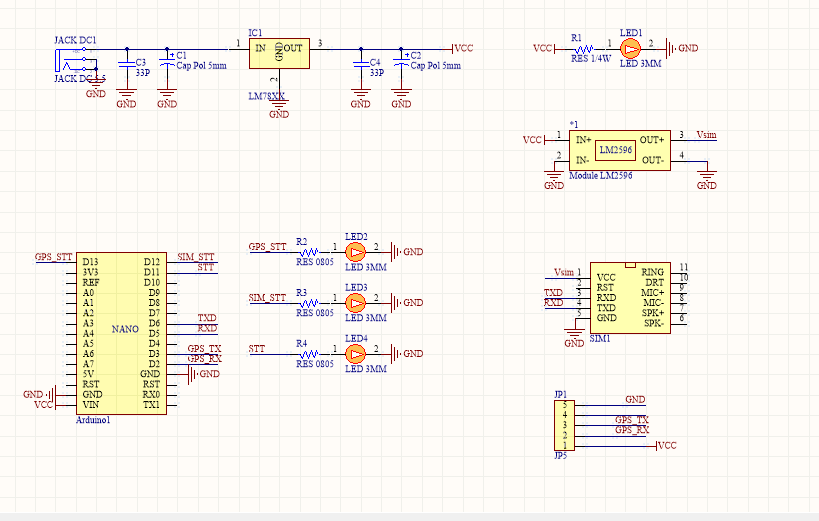 JACK DC1
JACK DC
GND
C3
33P
GND
C1
Cap Pol 5mm
GND
IC1
1
IN
GND
OUT
3
2
LM78XX
GND
C4
33P
GND
C2
Cap Pol 5mm
GND
VCC
VCC
R1
RES 1/4W
1
LED1
2
LED 3MM
GND
*1
VCC
1
IN+
OUT+
3
Vsim
LM2596
2
IN-
OUT-
4
GND
Module LM2596
GND
GPS_STT
D13
D12
SIM_STT
3V3
D11
STT
REF
D10
A0
D9
A1
D8
A2
D7
A3
D6
TXD
NANO
A4
D5
RXD
A5
D4
A6
D3
GPS_TX
A7
D2
GPS_RX
5V
GND
GND
RST
RST
GND
GND
RX0
VCC
VIN
TX1
Arduino1
GPS_STT
R2
RES 0805
1
LED2
2
LED 3MM
GND
SIM_STT
R3
RES 0805
1
LED3
2
LED 3MM
GND
STT
R4
RES 0805
1
LED4
2
LED 3MM
GND
Vsim
1
VCC
RING
11
2
RST
DRT
10
TXD
3
RXD
MIC+
9
RXD
4
TXD
MIC-
8
5
GND
SPK+
7
SPK-
6
GND
SIM1
JP1
5
GND
4
3
GPS_TX
2
GPS_RX
1
VCC
JP5